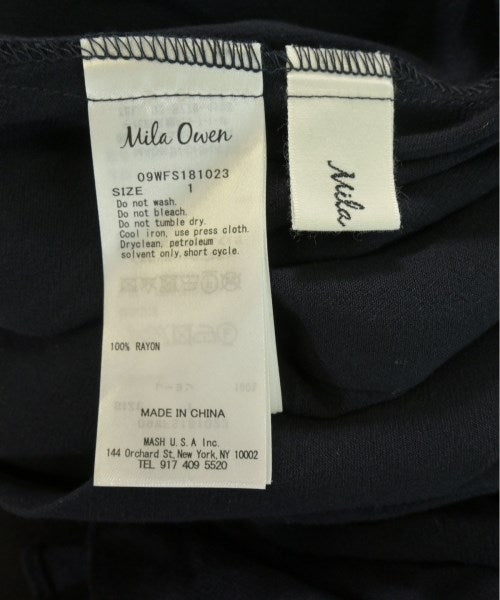 Mila Owen
09WFS181023
SIZE 1
Do not wash.
Do not bleach.
Do not tumble dry.
Cool iron, use press cloth.
Dryclean, petroleum
solvent only, short cycle.
100% RAYON
MADE IN CHINA
MASH U.S.A Inc.
144 Orchard St, New York, NY 10002
TEL 917 409 5520
Mila